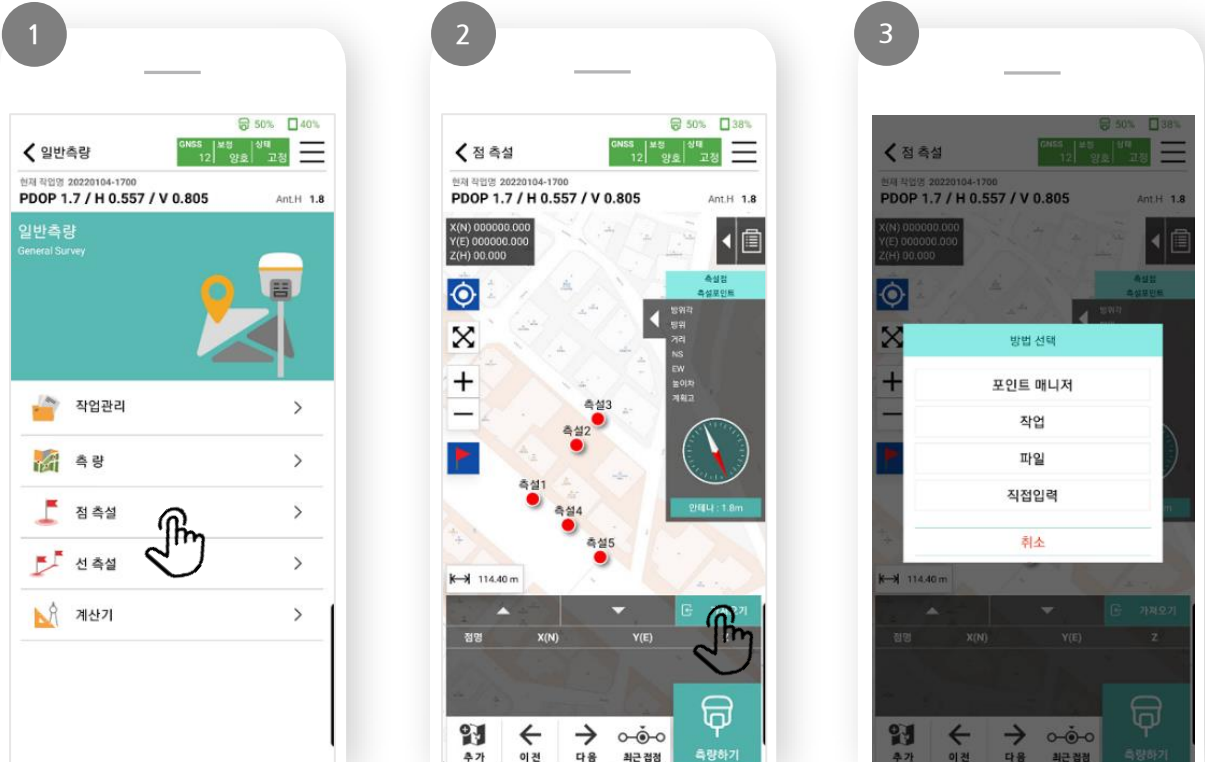 1
50% 40%
일반측량
GNSS 보정 상태
12 양호 고정
현재 작업명 20220104-1700
PDOP 1.7 / H 0.557 / V 0.805
Ant.H 1.8
일반측량
General Survey
작업관리
측 량
점 측설
선 측설
계산기
2
50% 38%
점 측설
GNSS 보정 상태
12 양호 고정
현재 작업명 20220104-1700
PDOP 1.7 / H 0.557 / V 0.805
Ant.H 1.8
X(N) 000000.000
Y(E) 000000.000
Z(H) 00.000
측설점
측설포인트
방위각
방위
거리
NS
EW
높이차
계획고
측설3
측설2
측설1
측설4
측설5
안테나 : 1.8m
114.40 m
점명 X(N) Y(E)
추가 이전 다음 최근접점 측량하기
3
50% 38%
점 측설
GNSS 보정 상태
12 양호 고정
현재 작업명 20220104-1700
PDOP 1.7 / H 0.557 / V 0.805
Ant.H 1.8
X(N) 000000.000
Y(E) 000000.000
Z(H) 00.000
측설점
측설포인트
방위각
방법 선택
포인트 매니저
작업
파일
직접입력
취소
114.40 m
가져오기
점명 X(N) Y(E) Z
추가 이전 다음 최근접점 측량하기